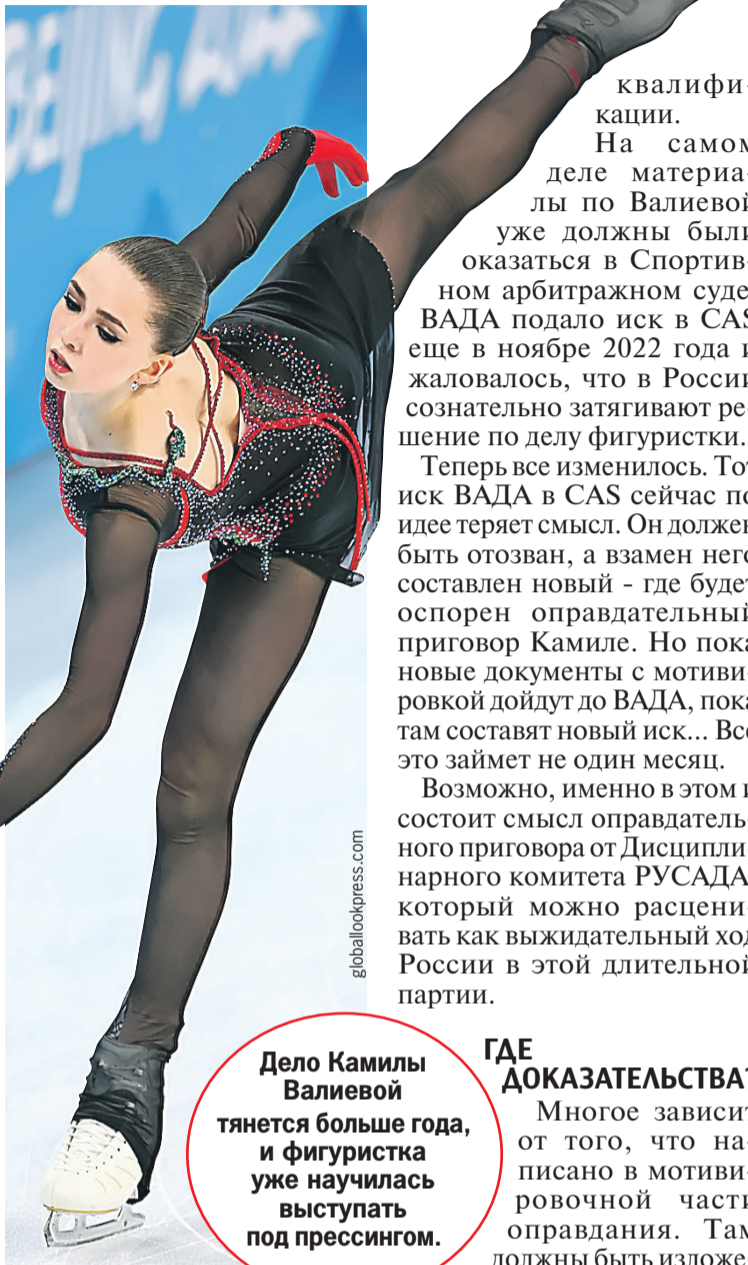 BEIJING 2022
квалифи-
кации.
На самом
деле материа-
лы по Валиевой
уже должны были
оказаться в Спортив-
ном арбитражном суде.
ВАДА подало иск в CAS
еще в ноябре 2022 года и
жаловалось, что в России
сознательно затягивают ре-
шение по делу фигуристки.
Теперь все изменилось. Тот
иск ВАДА в CAS сейчас по
идее теряет смысл. Он должен
быть отозван, а взамен него
составлен новый - где будет
оспорен оправдательный
приговор Камиле. Но пока
новые документы с мотиви-
ровкой дойдут до ВАДА, пока
там составят новый иск... Все
это займет не один месяц.
Возможно, именно в этом и
состоит смысл оправдатель-
ного приговора от Дисципли-
нарного комитета РУСАДА,
который можно расцени-
вать как выжидательный ход
России в этой длительной
партии.
globallookpress.com
Дело Камилы
Валиевой
тянется больше года,
и фигуристка
уже научилась
выступать
под прессингом.
ГДЕ
ДОКАЗАТЕЛЬСТВА?
Многое зависит
от того, что на-
писано в мотиви-
ровочной части
оправдания. Там
должны быть изложе-